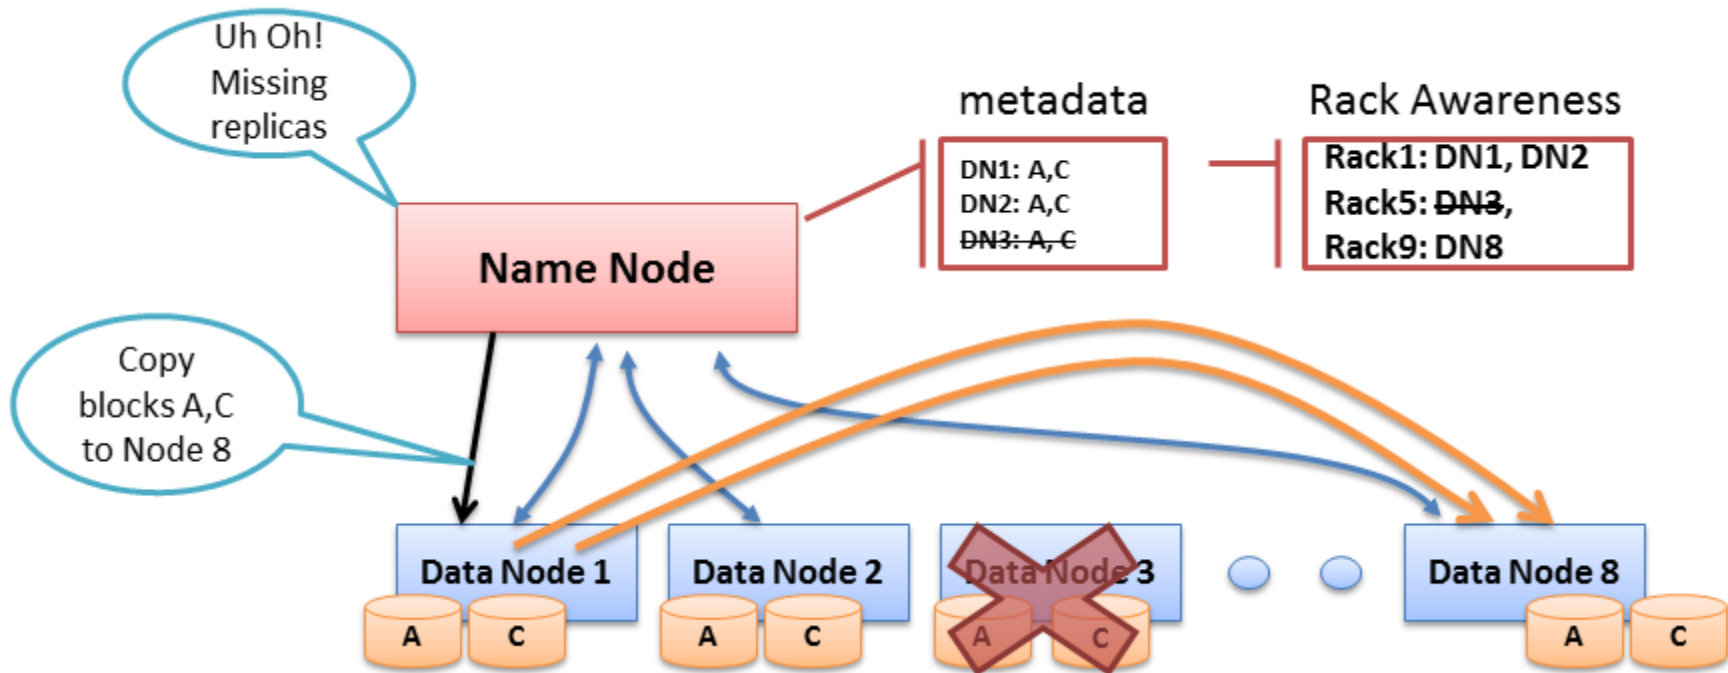 Uh Oh!
Missing
replicas
metadata
DN1: A,C
DN2: A,C
DN3: A, C
Rack Awareness
Rack1: DN1, DN2
Rack5: DN3,
Rack9: DN8
Name Node
Copy
blocks A,C
to Node 8
Data Node 1
A
C
Data Node 2
A
C
Data Node 3
A
C
Data Node 8
A
C